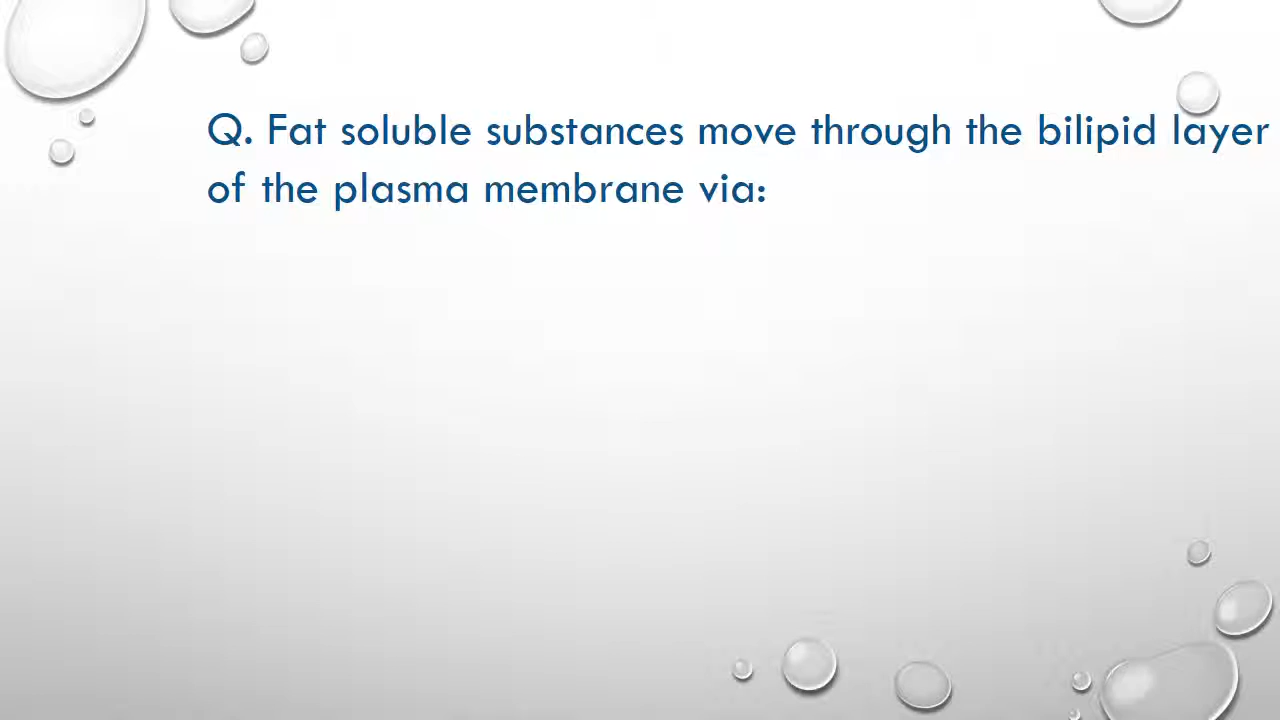 Q. Fat soluble substances move through the bilipid layer
of the plasma membrane via: